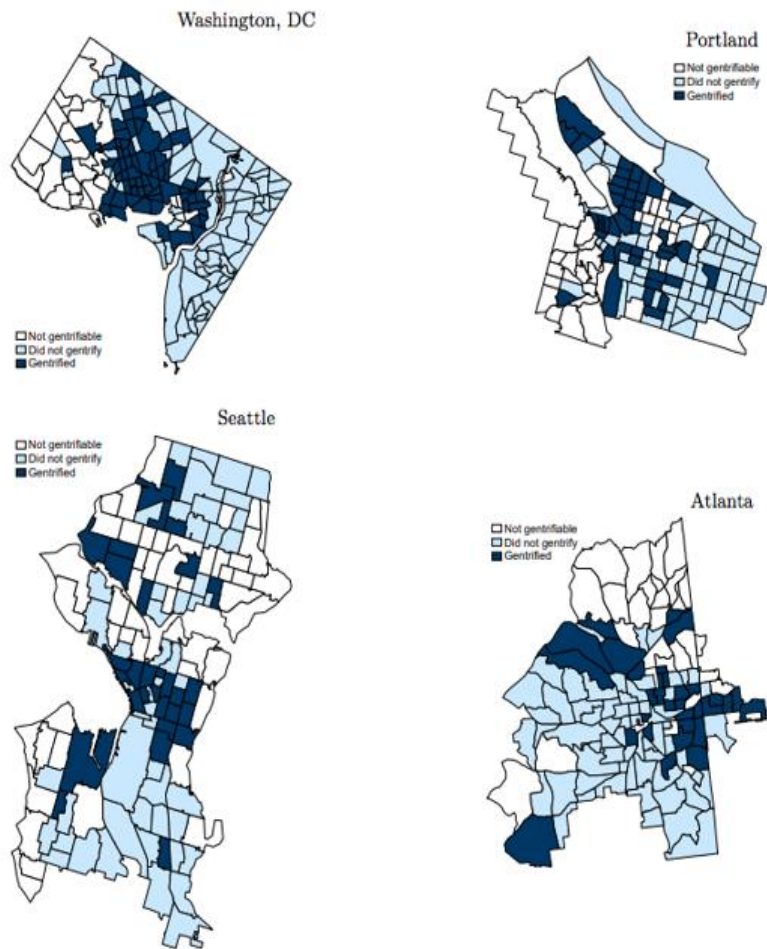 Washington, DC
Not gentrifiable
Did not gentrify
Gentrified
Portland
Not gentrifiable
Did not gentrify
Gentrified
Seattle
Not gentrifiable
Did not gentrify
Gentrified
Atlanta
Not gentrifiable
Did not gentrify
Gentrified